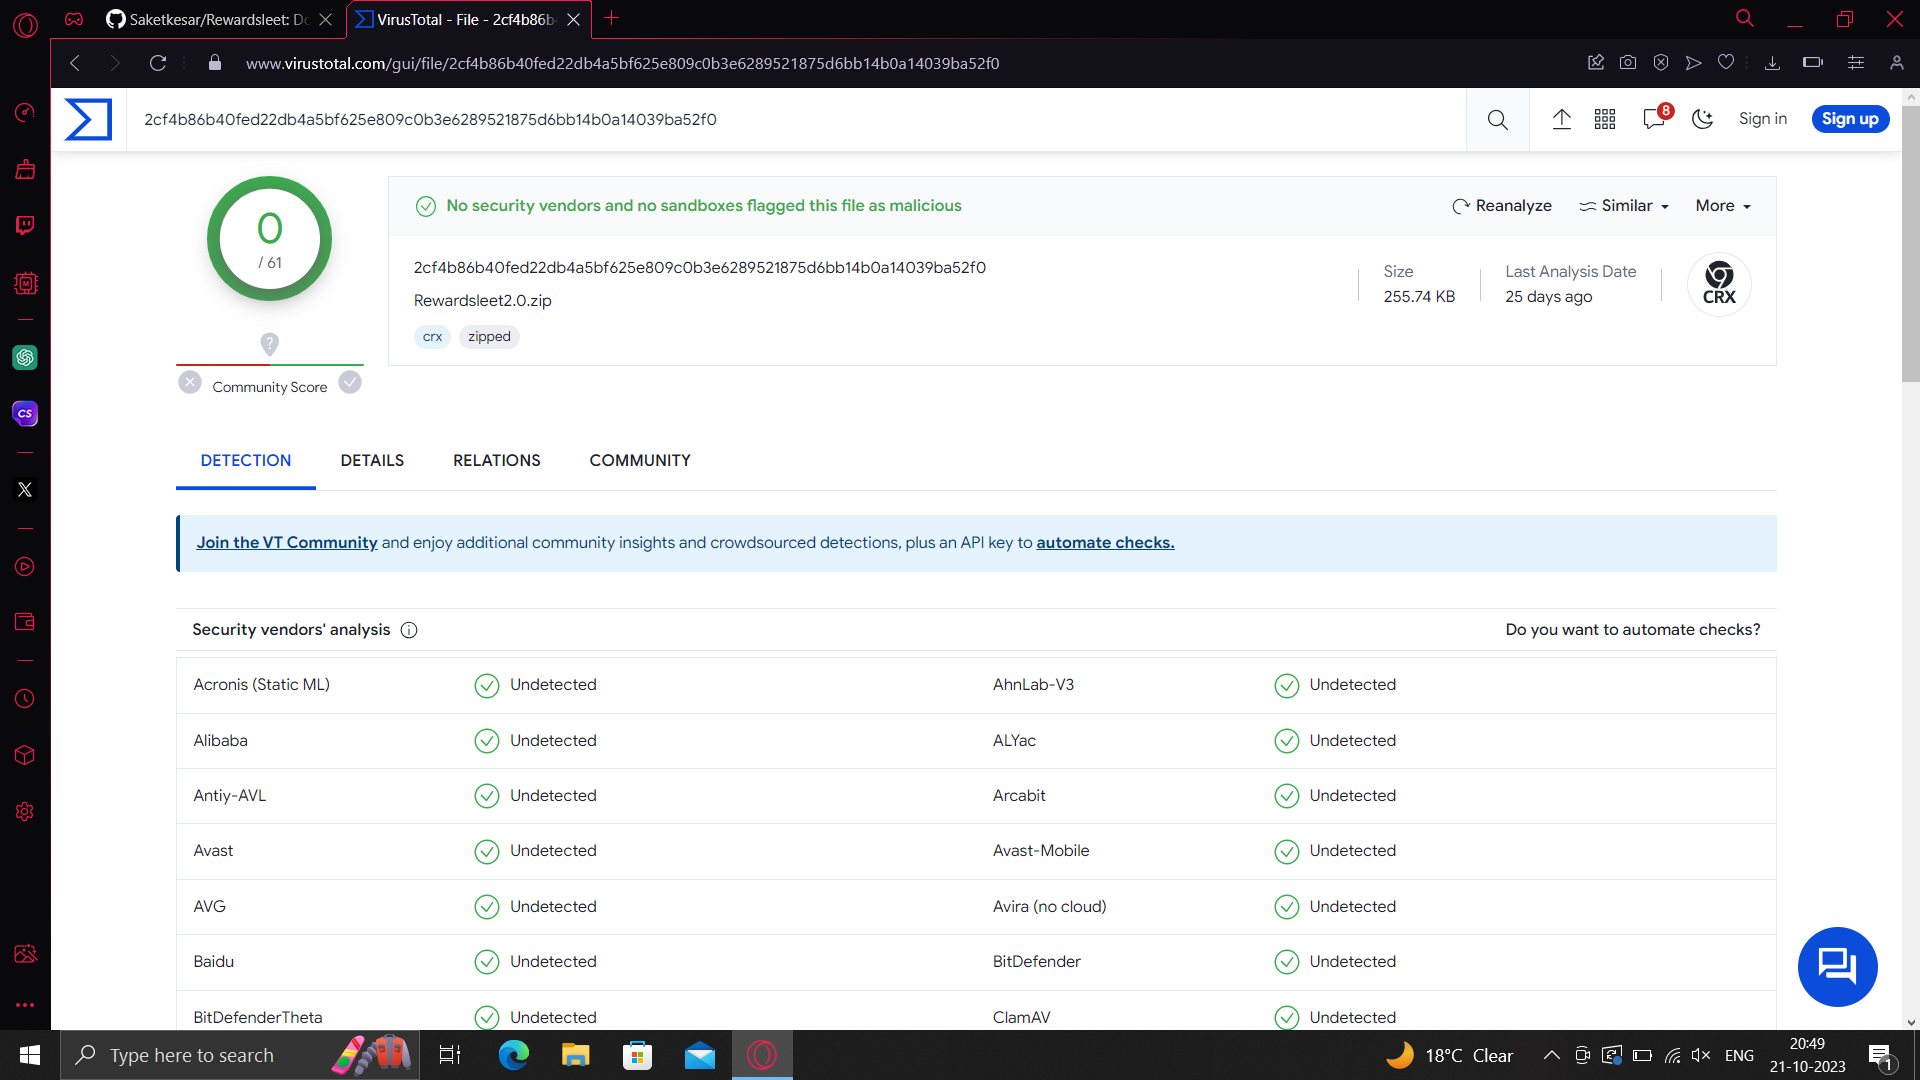 Saketkesar/Rewardsleet: Do
VirusTotal - File - 2cf4b86b
www.virustotal.com/gui/file/2cf4b86b40fed22db4a5bf625e809c0b3e6289521875d6bb14b0a14039ba52f0
2cf4b86b40fed22db4a5bf625e809c0b3e6289521875d6bb14b0a14039ba52f0
8
Sign in
Sign up
0
/ 61
Community Score
No security vendors and no sandboxes flagged this file as malicious
Reanalyze
Similar
More
2cf4b86b40fed22db4a5bf625e809c0b3e6289521875d6bb14b0a14039ba52f0
Rewardsleet2.0.zip
crx
zipped
Size
255.74 KB
Last Analysis Date
25 days ago
CRX
DETECTION
DETAILS
RELATIONS
COMMUNITY
Join the VT Community and enjoy additional community insights and crowdsourced detections, plus an API key to automate checks.
Security vendors' analysis
Do you want to automate checks?
Acronis (Static ML) Undetected AhnLab-V3 Undetected
Alibaba Undetected ALYac Undetected
Antiy-AVL Undetected Arcabit Undetected
Avast Undetected Avast-Mobile Undetected
AVG Undetected Avira (no cloud) Undetected
Baidu Undetected BitDefender Undetected
BitDefenderTheta Undetected ClamAV Undetected
CS
Type here to search
18°C Clear
ENG
20:49
21-10-2023
1